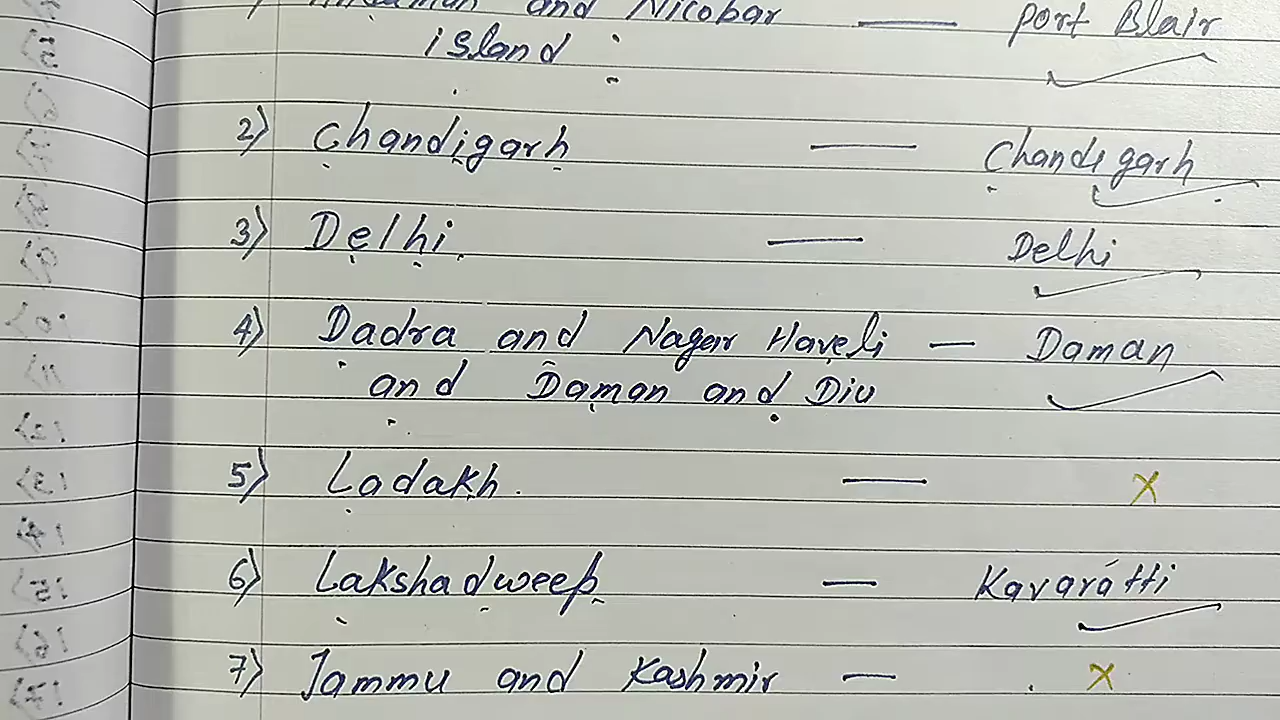 and Nicobar — Port Blair
island :
2) Chandigarh — Chandigarh
3) Delhi. — Delhi
4) Dadra and Nagar Haveli — Daman
and Daman and Diu
5) Ladakh. — X
6) Lakshadweep — Kavaratti
7) Jammu and Kashmir — X